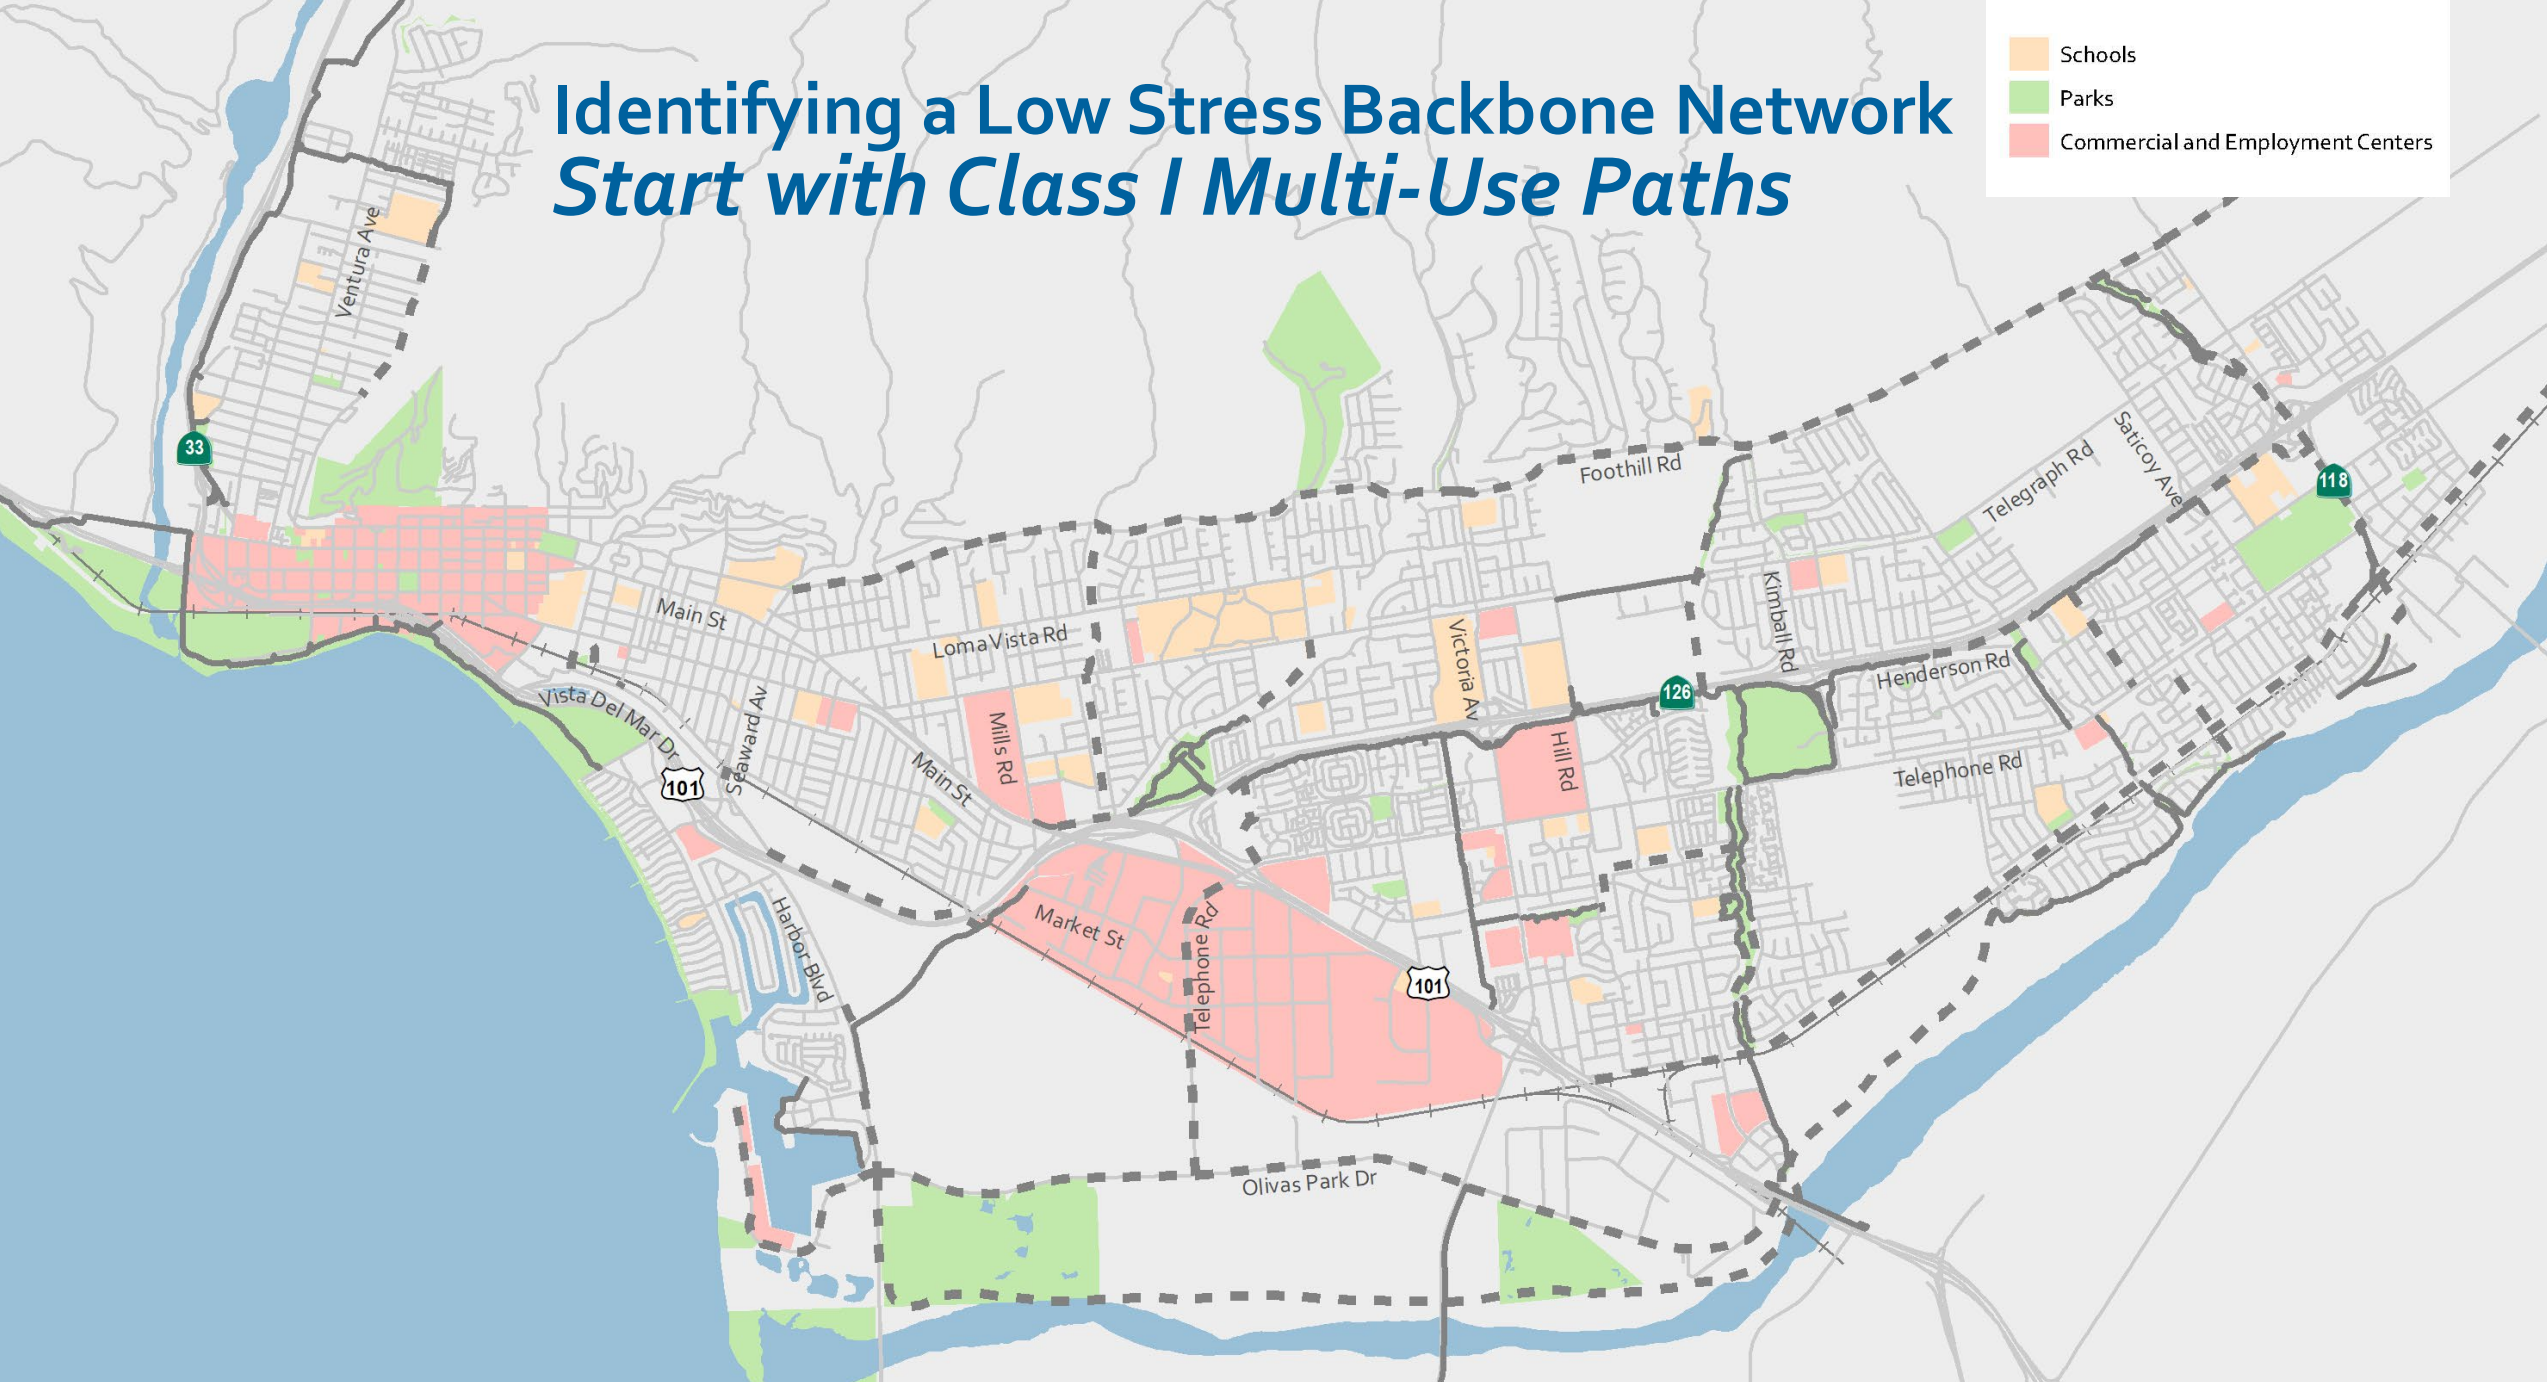 Identifying a Low Stress Backbone Network
Start with Class I Multi-Use Paths
Schools
Parks
Commercial and Employment Centers
Ventura Ave
33
Foothill Rd
Telegraph Rd
Saticoy Ave
118
Main St
Loma Vista Rd
Victoria Av
Kimball Rd
Henderson Rd
126
Vista Del Mar Dr
Seaward Av
Mills Rd
Main St
Hill Rd
Telephone Rd
101
Harbor Blvd
Market St
Telephone Rd
101
Olivas Park Dr